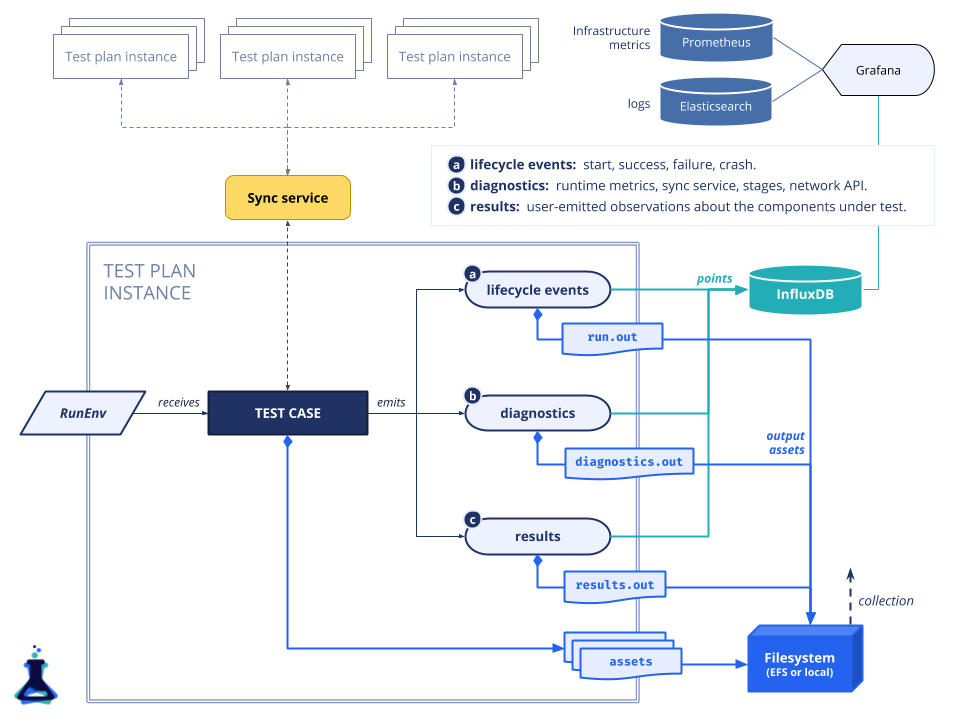 Test plan instance
Test plan instance
Test plan instance
Infrastructure
metrics
Prometheus
Grafana
logs
Elasticsearch
a lifecycle events: start, success, failure, crash.
b diagnostics: runtime metrics, sync service, stages, network API.
c results: user-emitted observations about the components under test.
Sync service
TEST PLAN
INSTANCE
a
lifecycle events
points
InfluxDB
run.out
RunEnv
receives
TEST CASE
emits
b
diagnostics
output
assets
diagnostics.out
c
results
results.out
collection
assets
Filesystem
(EFS or local)